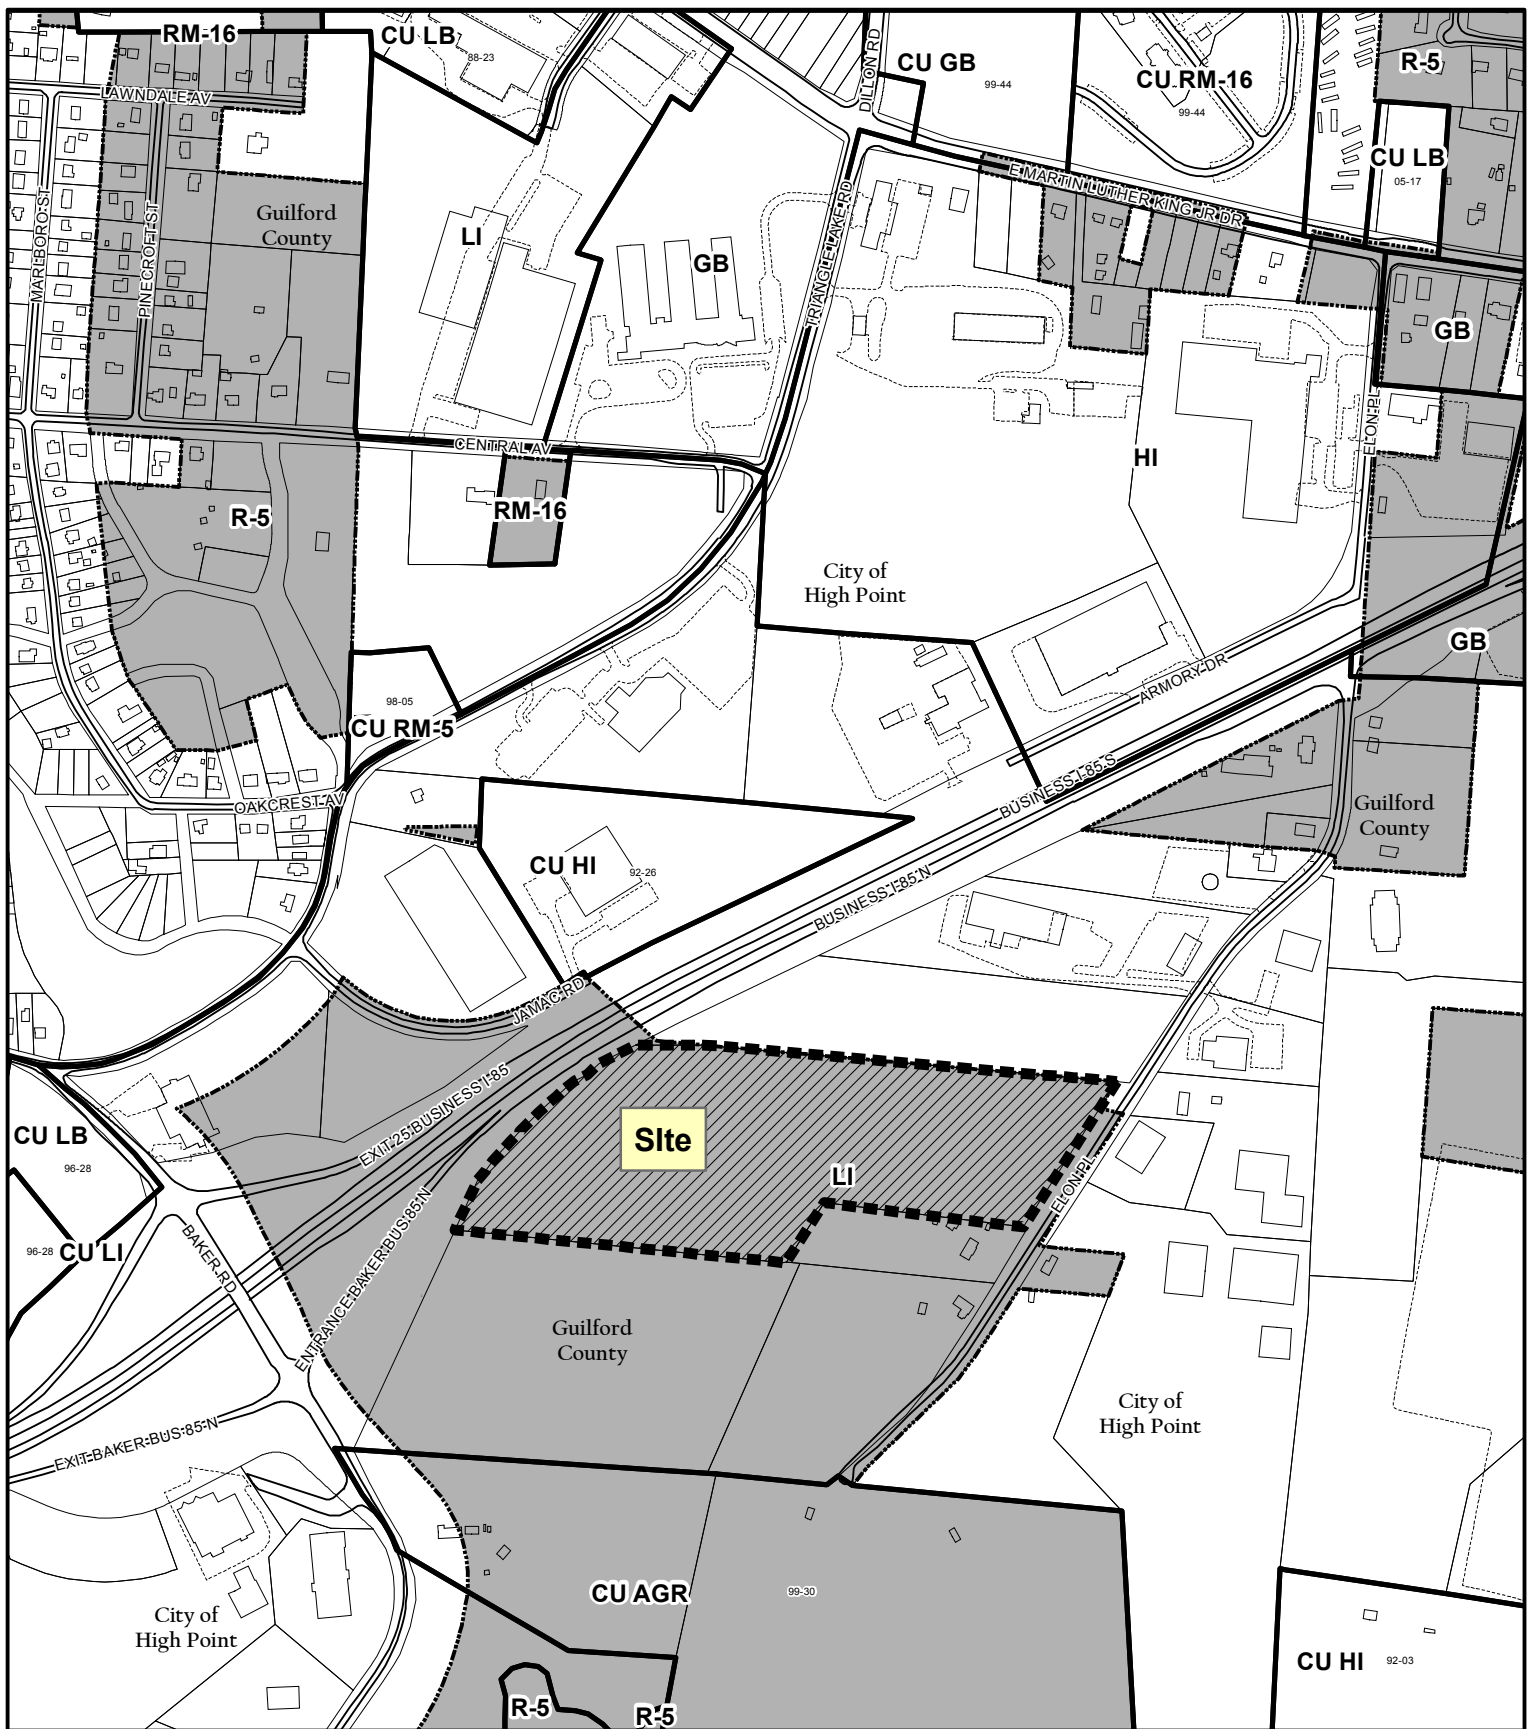 RM-16
CU LB
88-23
DILLON RD
CU GB
99-44
CU RM-16
99-44
R-5
LAWNDALE AV
CU LB
05-17
MARLBORO ST
PINECROFT ST
Guilford
County
LI
GB
TRIANGLE LAKE RD
E MARTIN LUTHER KING JR DR
GB
ELON PL
CENTRAL AV
HI
RM-16
R-5
City of
High Point
GB
ARMORY DR
98-05
CU RM-5
BUSINESS I-85 S
OAKCREST AV
Guilford
County
CU HI
92-26
BUSINESS I-85 N
JAMAC RD
EXIT 25 BUSINESS I-85
CU LB
96-28
SIte
LI
ELON PL
96-28
CU LI
BAKER RD
ENTRANCE BAKER BUS 85 N
Guilford
County
City of
High Point
EXIT BAKER BUS 85 N
CU AGR
99-30
City of
High Point
CU HI
92-03
R-5
R-5